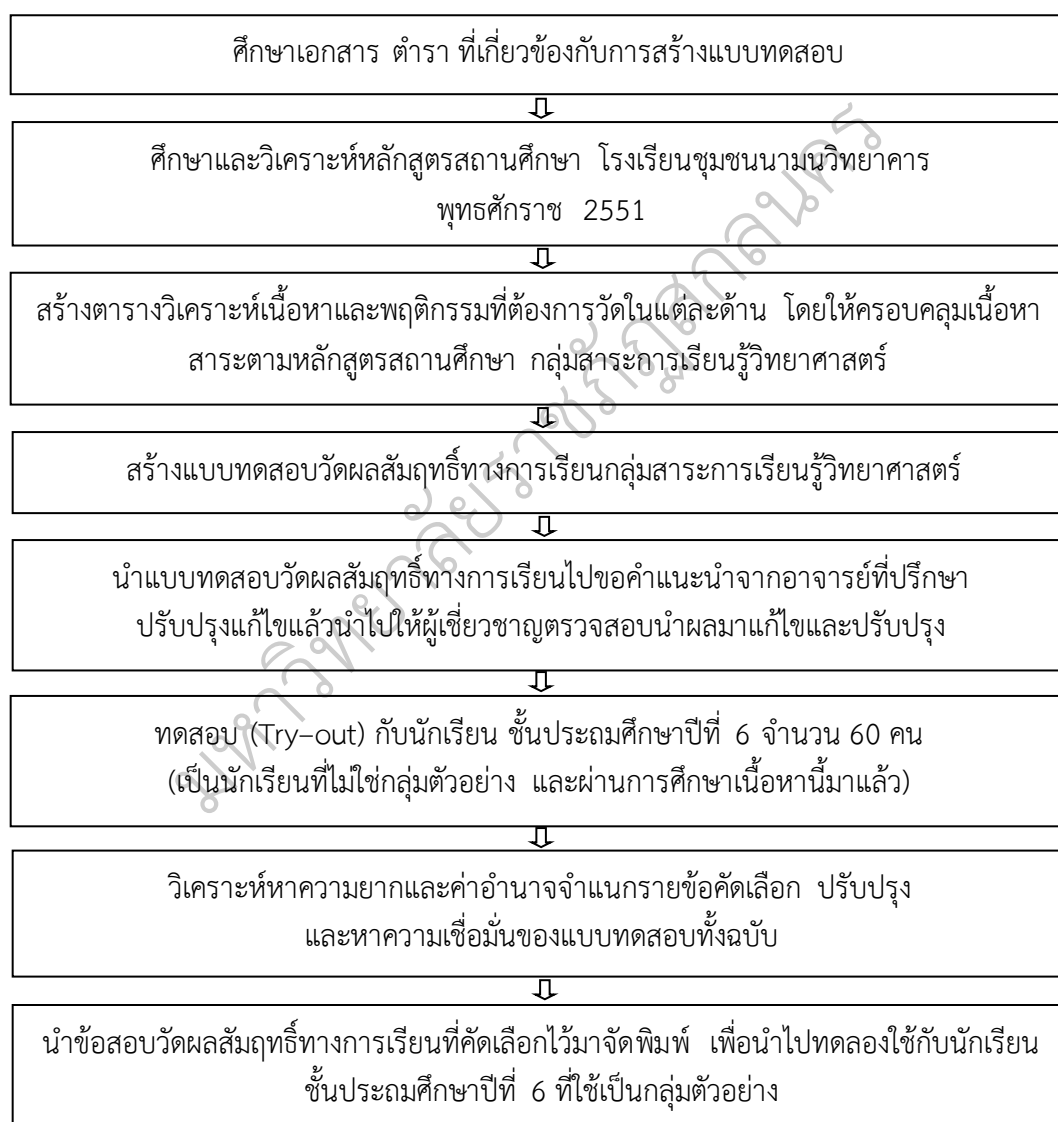 ศึกษาเอกสาร ตำรา ที่เกี่ยวข้องกับการสร้างแบบทดสอบ
ศึกษาและวิเคราะห์หลักสูตรสถานศึกษา โรงเรียนชุมชนนามนวิทยาคาร
พุทธศักราช 2551
สร้างตารางวิเคราะห์เนื้อหาและพฤติกรรมที่ต้องการวัดในแต่ละด้าน โดยให้ครอบคลุมเนื้อหา
สาระตามหลักสูตรสถานศึกษา กลุ่มสาระการเรียนรู้วิทยาศาสตร์
สร้างแบบทดสอบวัดผลสัมฤทธิ์ทางการเรียนกลุ่มสาระการเรียนรู้วิทยาศาสตร์
นำแบบทดสอบวัดผลสัมฤทธิ์ทางการเรียนไปขอคำแนะนำจากอาจารย์ที่ปรึกษา
ปรับปรุงแก้ไขแล้วนำไปให้ผู้เชี่ยวชาญตรวจสอบนำผลมาแก้ไขและปรับปรุง
ทดสอบ (Try–out) กับนักเรียน ชั้นประถมศึกษาปีที่ 6 จำนวน 60 คน
(เป็นนักเรียนที่ไม่ใช่กลุ่มตัวอย่าง และผ่านการศึกษาเนื้อหานี้มาแล้ว)
วิเคราะห์หาความยากและค่าอำนาจจำแนกรายข้อคัดเลือก ปรับปรุง
และหาความเชื่อมั่นของแบบทดสอบทั้งฉบับ
นำข้อสอบวัดผลสัมฤทธิ์ทางการเรียนที่คัดเลือกไว้มาจัดพิมพ์ เพื่อนำไปทดลองใช้กับนักเรียน
ชั้นประถมศึกษาปีที่ 6 ที่ใช้เป็นกลุ่มตัวอย่าง
มหาวิทยาลัยราชภัฏสกลนคร